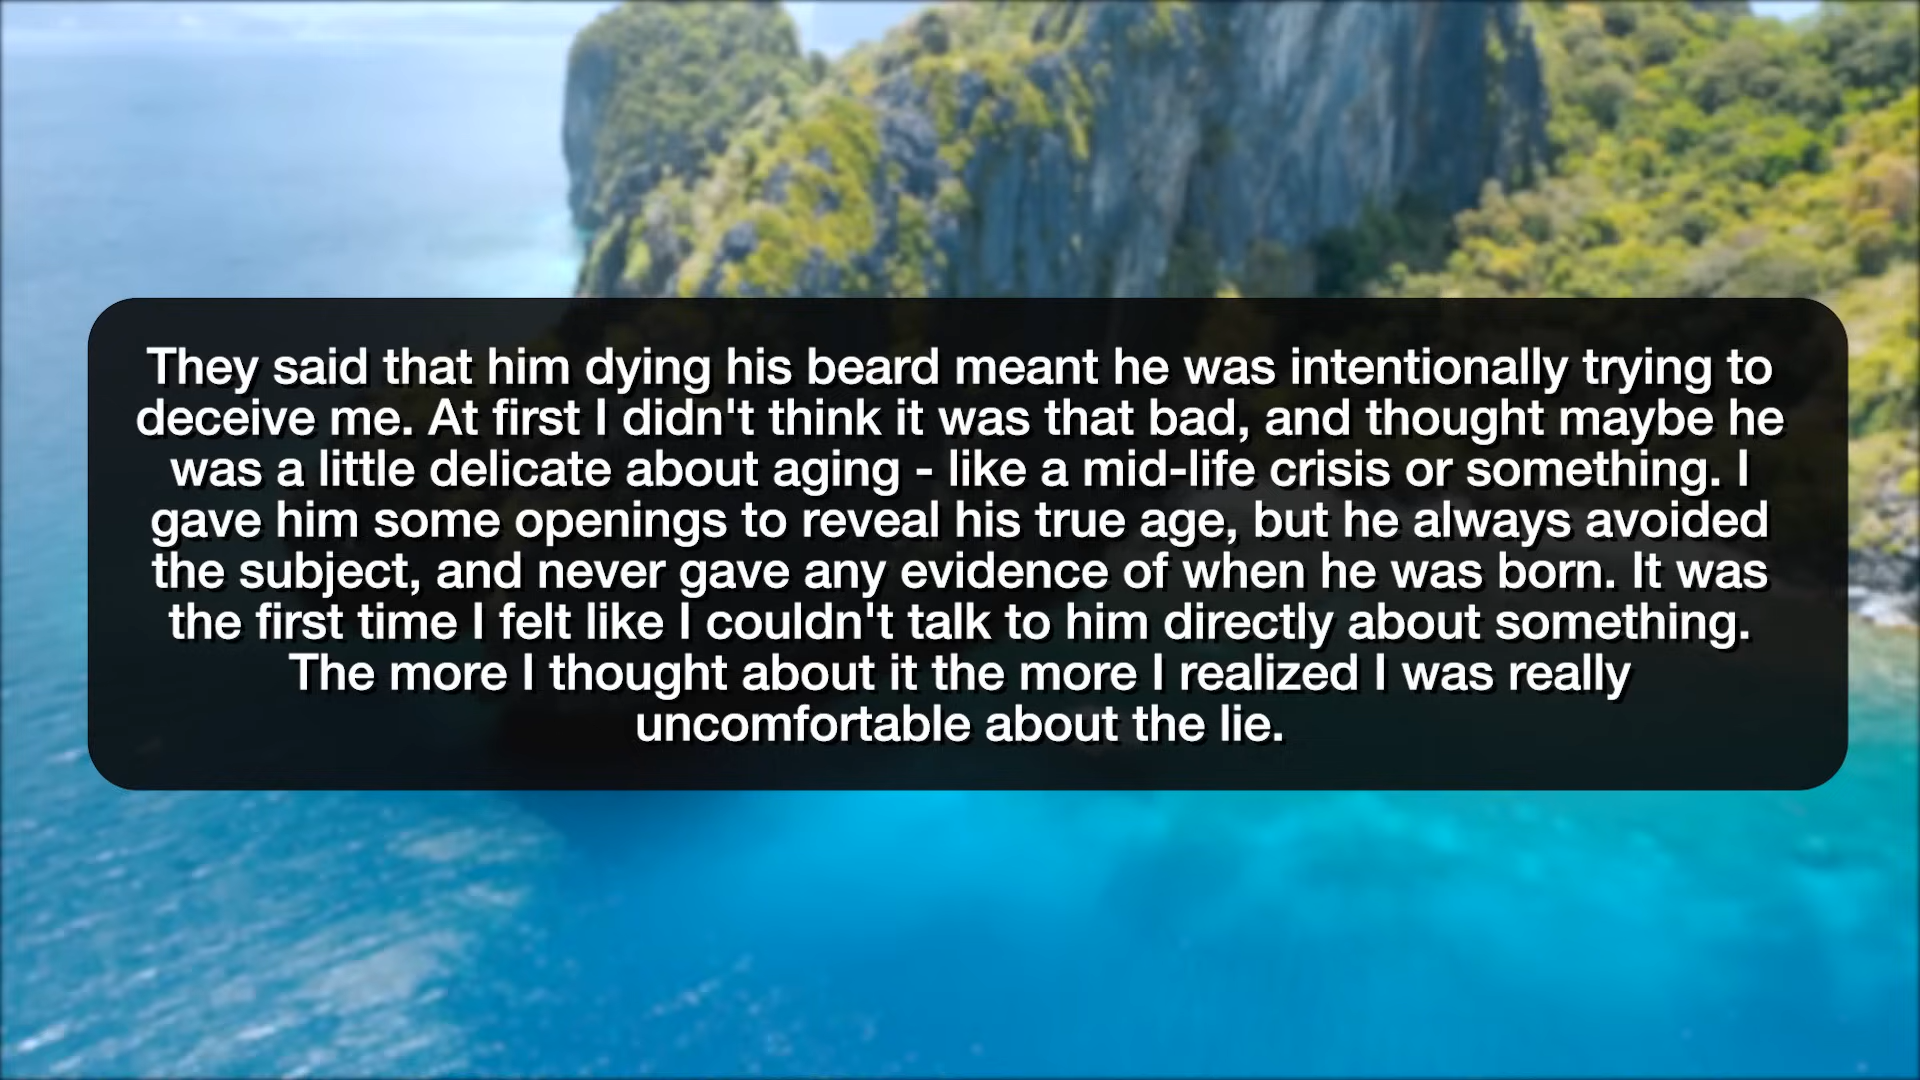 They said that him dying his beard meant he was intentionally trying to
deceive me. At first I didn't think it was that bad, and thought maybe he
was a little delicate about aging - like a mid-life crisis or something. I
gave him some openings to reveal his true age, but he always avoided
the subject, and never gave any evidence of when he was born. It was
the first time I felt like I couldn't talk to him directly about something.
The more I thought about it the more I realized I was really
uncomfortable about the lie.